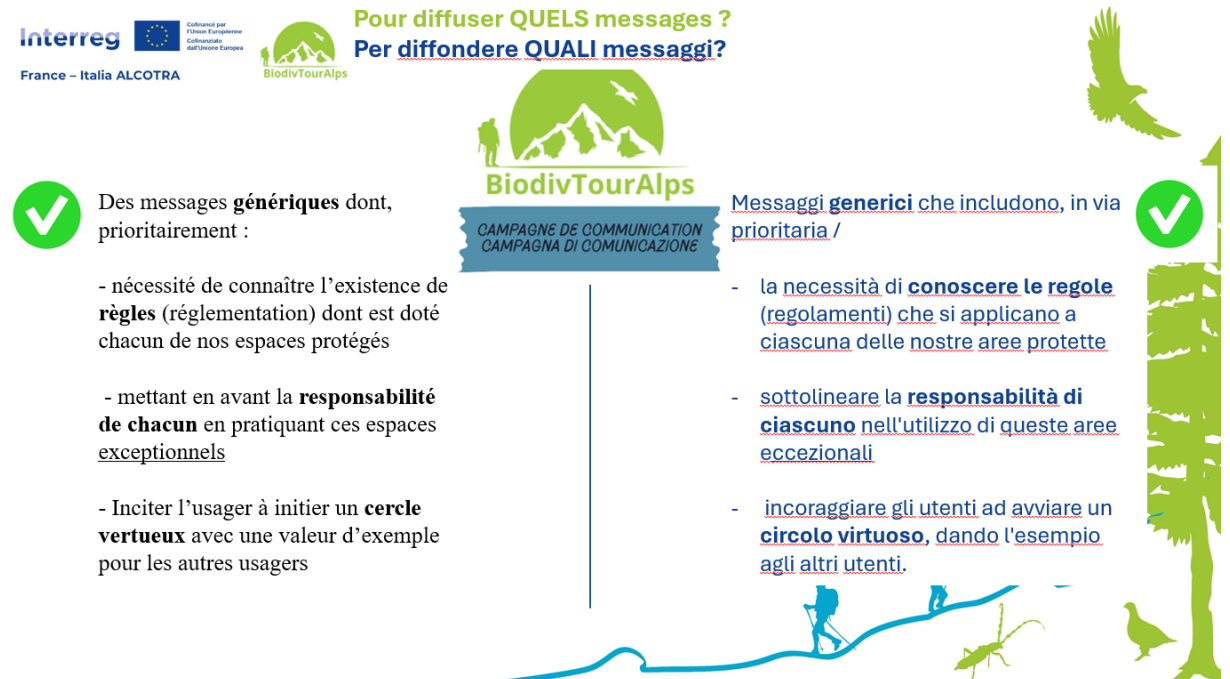 Interreg
Cofinancé par
l'Union Européenne
Cofinanziato
dall'Unione Europea
France – Italia ALCOTRA
BiodivTourAlps
Pour diffuser QUELS messages ?
Per diffondere QUALI messaggi?
BiodivTourAlps
CAMPAGNE DE COMMUNICATION
CAMPAGNA DI COMUNICAZIONE
Des messages génériques dont,
prioritairement :
- nécessité de connaître l’existence de
règles (réglementation) dont est doté
chacun de nos espaces protégés
- mettant en avant la responsabilité
de chacun en pratiquant ces espaces
exceptionnels
- Inciter l’usager à initier un cercle
vertueux avec une valeur d’exemple
pour les autres usagers
Messaggi generici che includono, in via
prioritaria /
- la necessità di conoscere le regole
(regolamenti) che si applicano a
ciascuna delle nostre aree protette
- sottolineare la responsabilità di
ciascuno nell'utilizzo di queste aree
eccezionali
- incoraggiare gli utenti ad avviare un
circolo virtuoso, dando l'esempio
agli altri utenti.